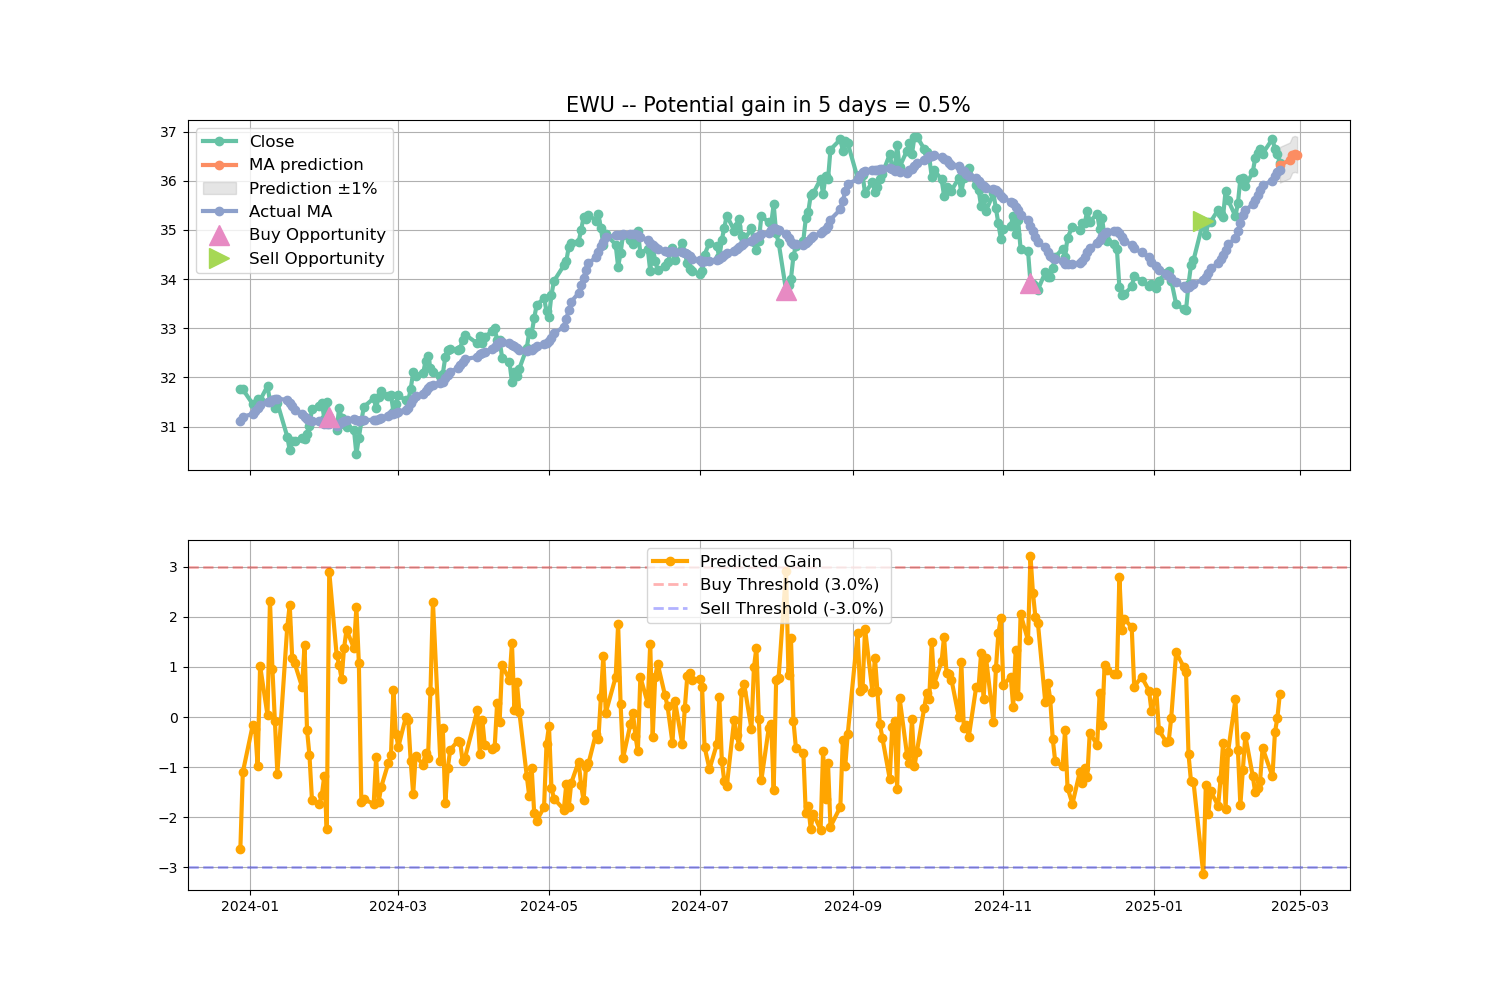 EWU -- Potential gain in 5 days = 0.5%
37
36
35
34
33
32
31
Close
MA prediction
Prediction ±1%
Actual MA
Buy Opportunity
Sell Opportunity
3
2
1
0
−1
−2
−3
Predicted Gain
Buy Threshold (3.0%)
Sell Threshold (-3.0%)
2024-01 2024-03 2024-05 2024-07 2024-09 2024-11 2025-01 2025-03